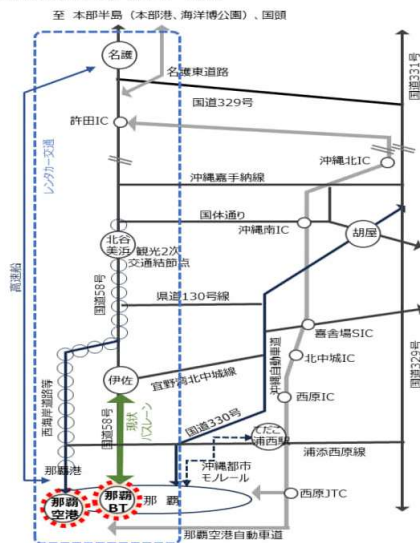 至 本部半島(本部港、海洋博公園)、国頭
名護
名護東道路
国道329号
国道331号
許田IC
沖縄北IC
レンタカー交通
沖縄嘉手納線
国体通り
沖縄南IC
胡屋
北谷
美浜
観光2次
交通結節点
高速船
国道58号
県道130号線
喜舎場SIC
沖縄自動車道
北中城IC
国道329号
伊佐
宜野湾北中城線
西海岸道路等
西原IC
国道58号
現状
バスレーン
国道330号
てだこ
浦西駅
浦添西原線
那覇港
沖縄都市
モノレール
那覇
空港
那覇
BT
那 覇
西原JTC
那覇空港自動車道